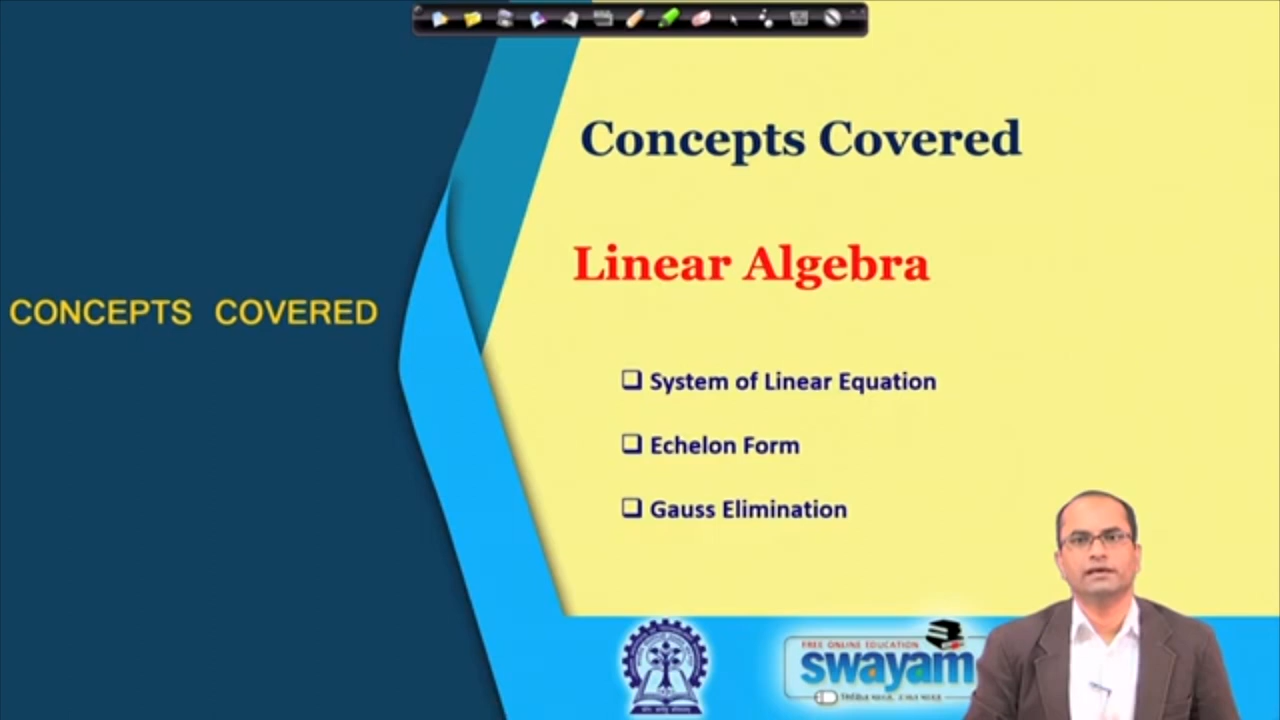 Concepts Covered
Linear Algebra
CONCEPTS COVERED
❑ System of Linear Equation
❑ Echelon Form
❑ Gauss Elimination
FREE ONLINE EDUCATION
swayam